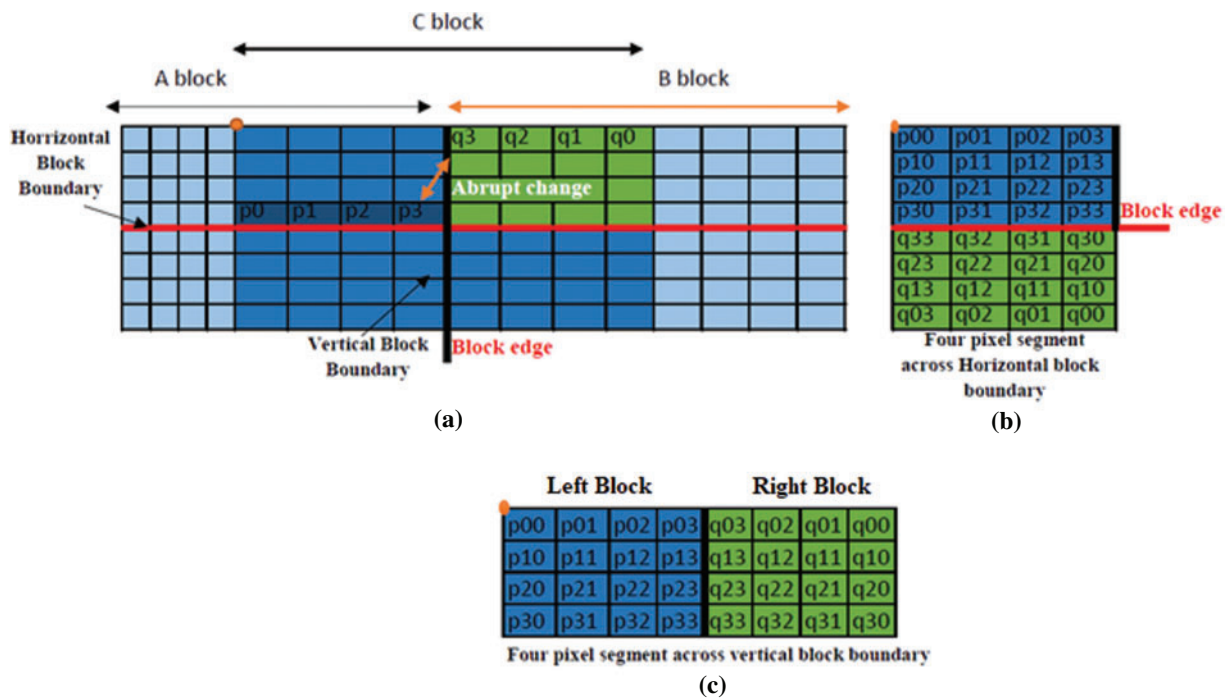 C block
A block
B block
Horrizontal
Block
Boundary
q3 q2 q1 q0
Abrupt change
p0 p1 p2 p3
Vertical Block
Boundary
Block edge
(a)
p00 p01 p02 p03
p10 p11 p12 p13
p20 p21 p22 p23
p30 p31 p32 p33
Block edge
q33 q32 q31 q30
q23 q22 q21 q20
q13 q12 q11 q10
q03 q02 q01 q00
Four pixel segment
across Horizontal block
boundary
(b)
Left Block Right Block
p00 p01 p02 p03 q03 q02 q01 q00
p10 p11 p12 p13 q13 q12 q11 q10
p20 p21 p22 p23 q23 q22 q21 q20
p30 p31 p32 p33 q33 q32 q31 q30
Four pixel segment across vertical block boundary
(c)